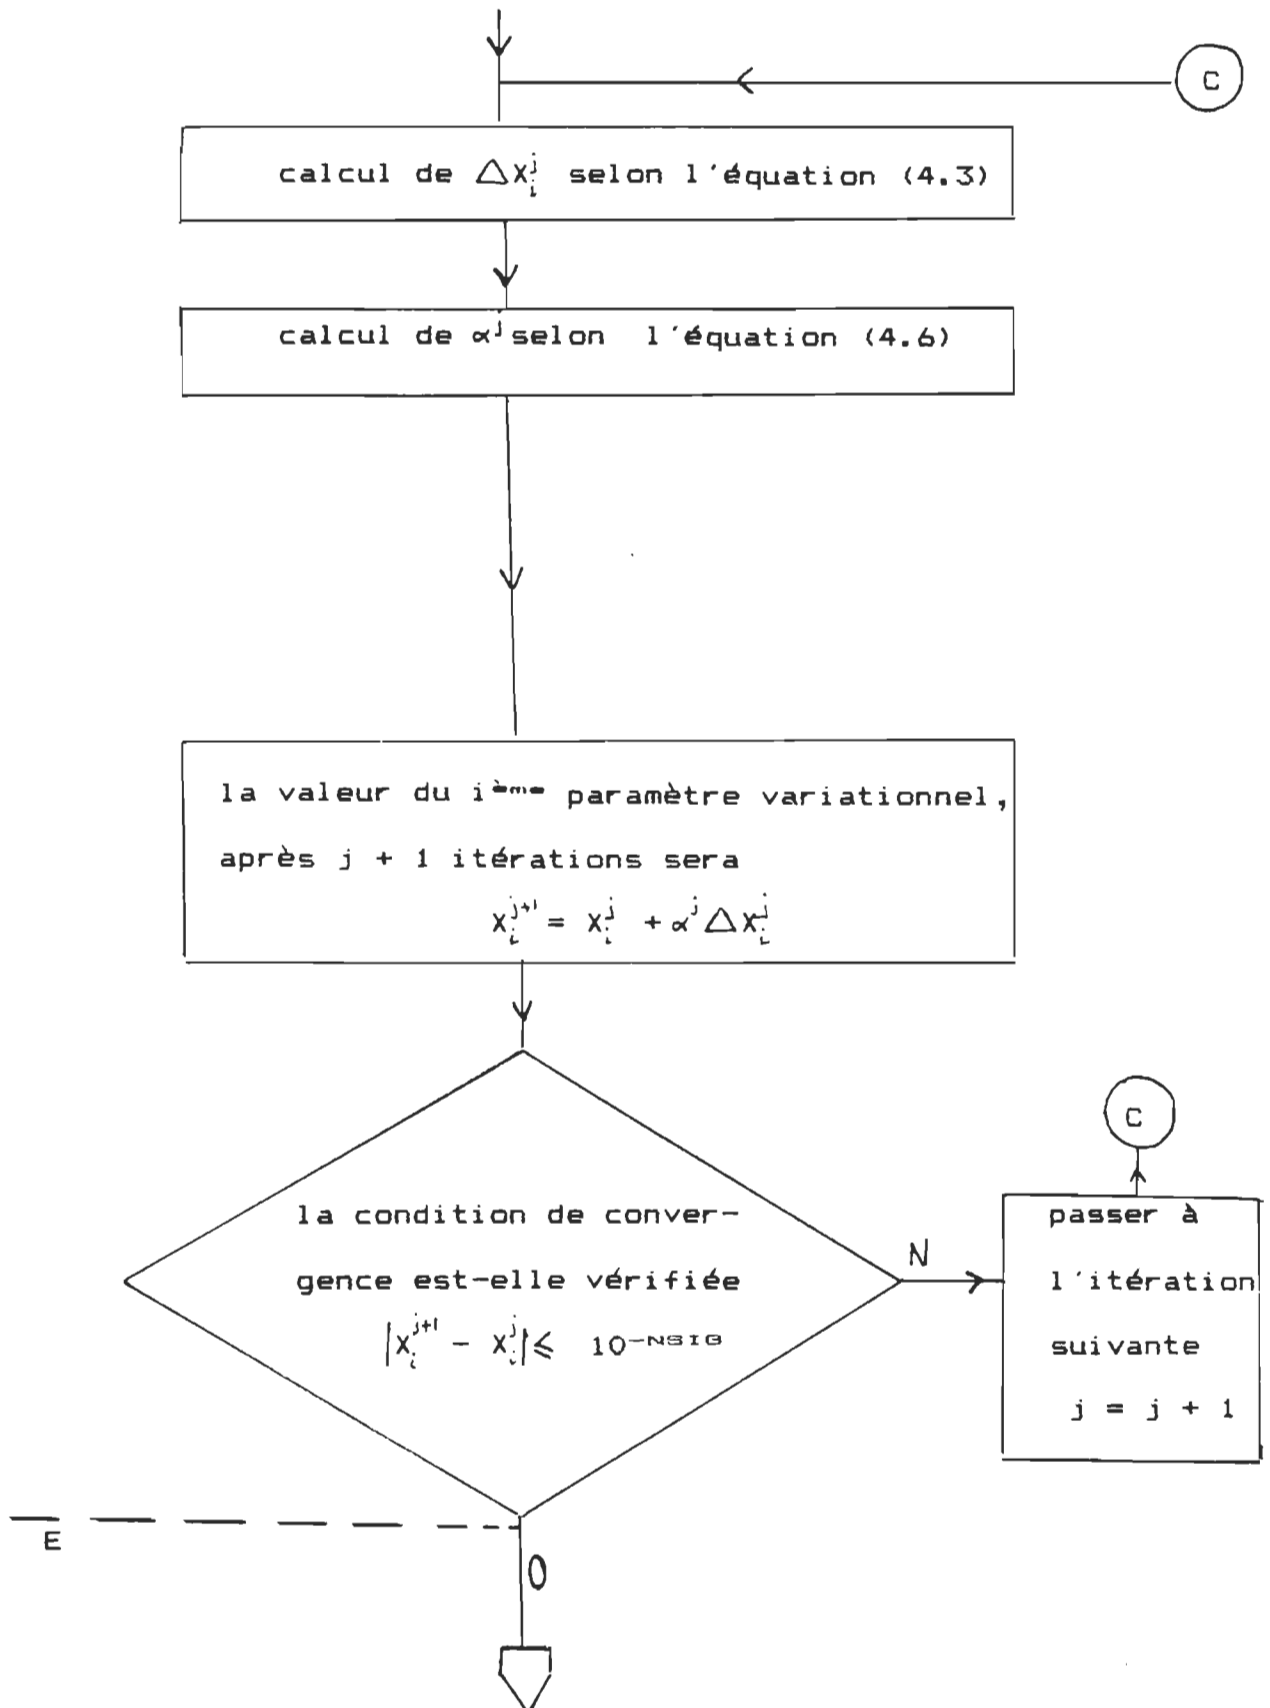 C
calcul de △X_i^j selon l'équation (4.3)
calcul de α^j selon l'équation (4.6)
la valeur du i^ème paramètre variationnel,
après j + 1 itérations sera
X_i^{j+1} = X_i^j + α^j △X_i^j
C
la condition de conver-
gence est-elle vérifiée
|X_i^{j+1} - X_i^j| ≤ 10^{-NSIG}
N
passer à
l'itération
suivante
j = j + 1
E
O